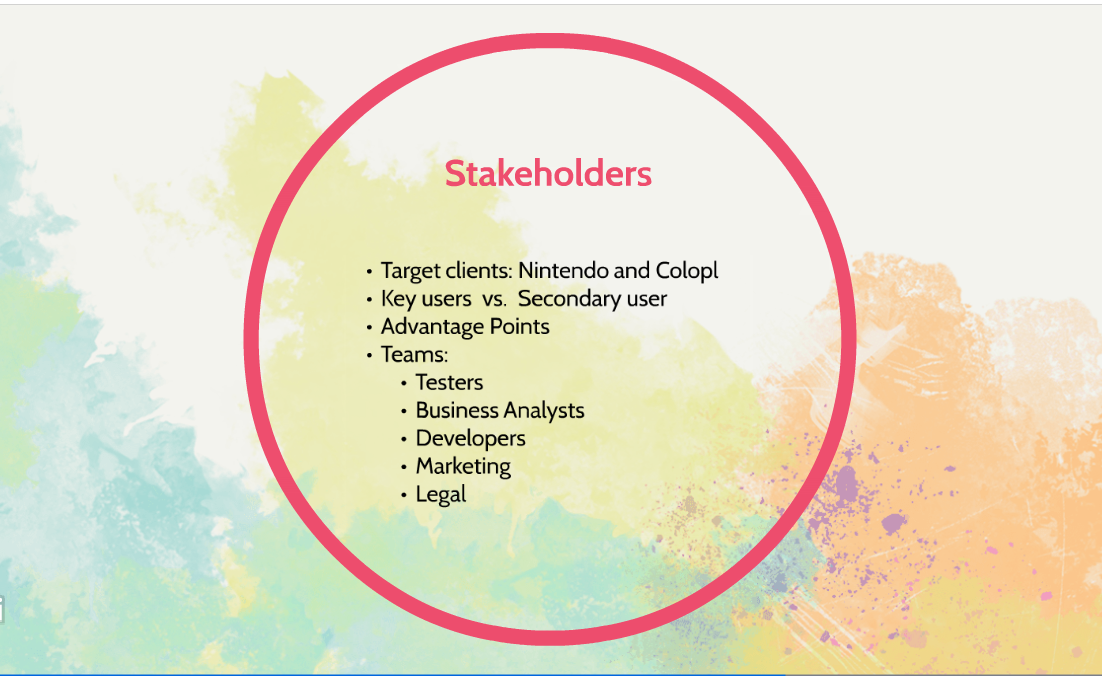 Stakeholders
• Target clients: Nintendo and Colopl
• Key users vs. Secondary user
• Advantage Points
• Teams:
• Testers
• Business Analysts
• Developers
• Marketing
• Legal